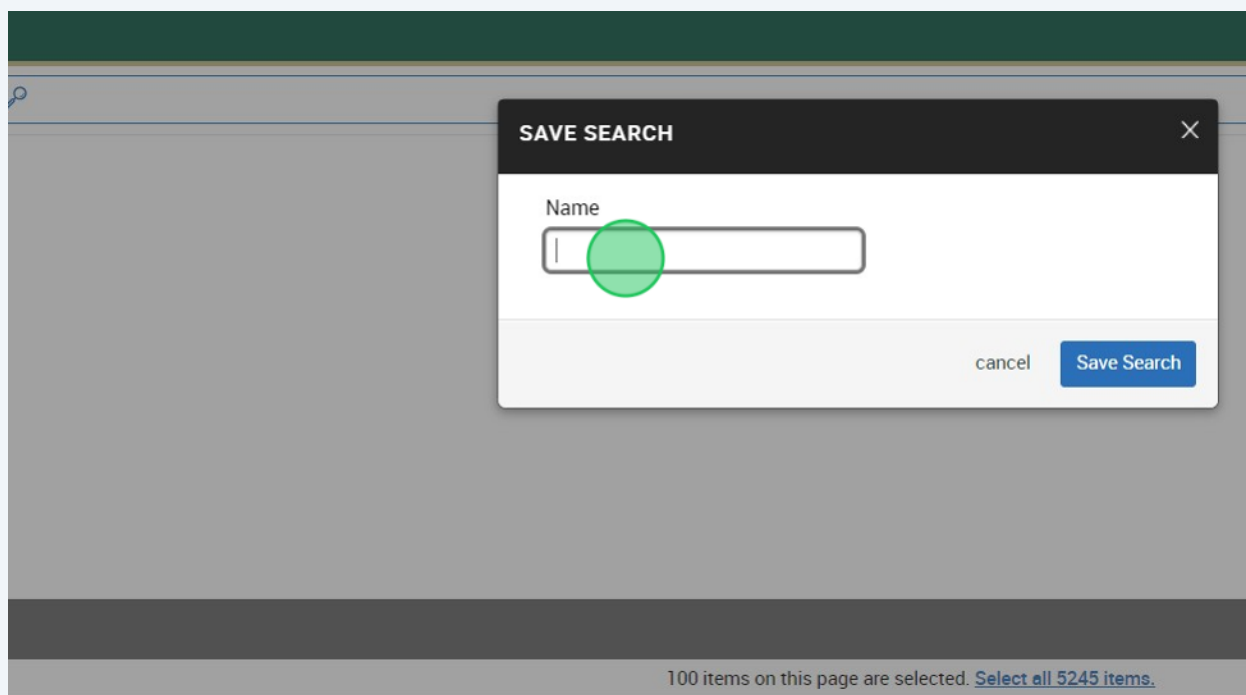 SAVE SEARCH
Name
cancel Save Search
100 items on this page are selected. Select all 5245 items.